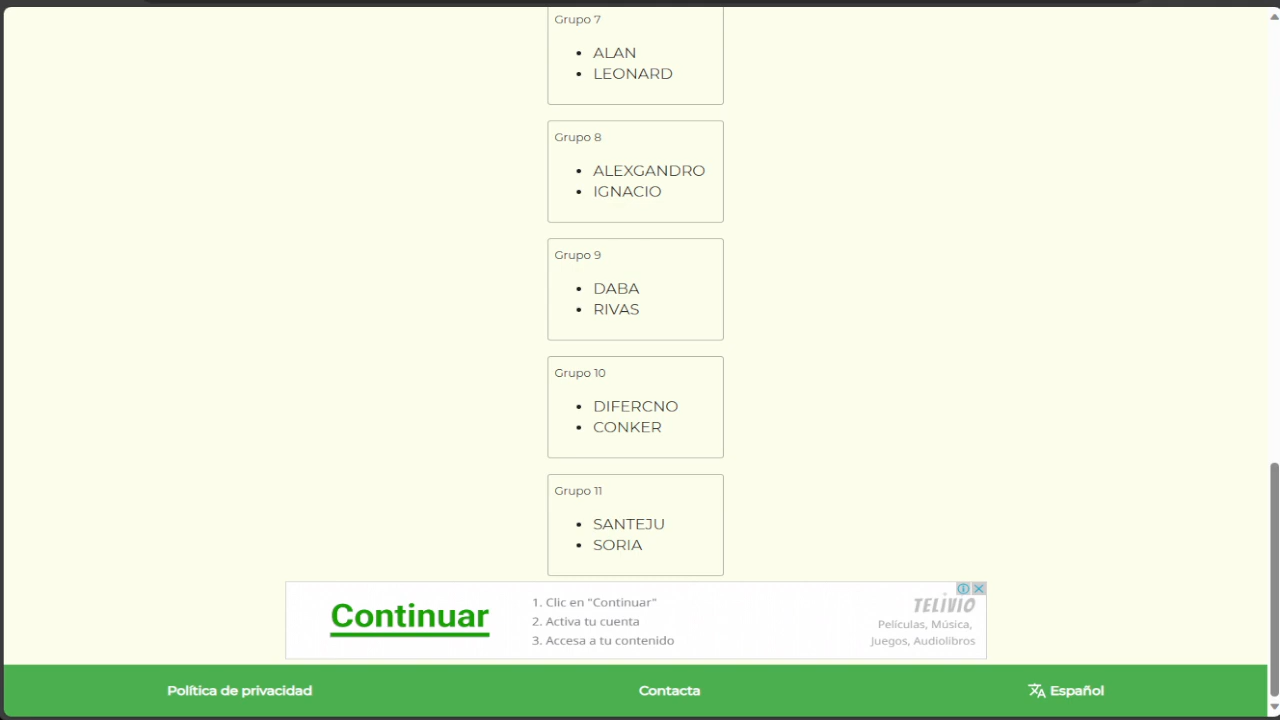 Grupo 7
• ALAN
• LEONARD
Grupo 8
• ALEXGANDRO
• IGNACIO
Grupo 9
• DABA
• RIVAS
Grupo 10
• DIFERCNO
• CONKER
Grupo 11
• SANTEJU
• SORIA
Continuar
1. Clic en "Continuar"
2. Activa tu cuenta
3. Accesa a tu contenido
TELIVIO
Películas, Música,
Juegos, Audiolibros
Política de privacidad
Contacta
Español